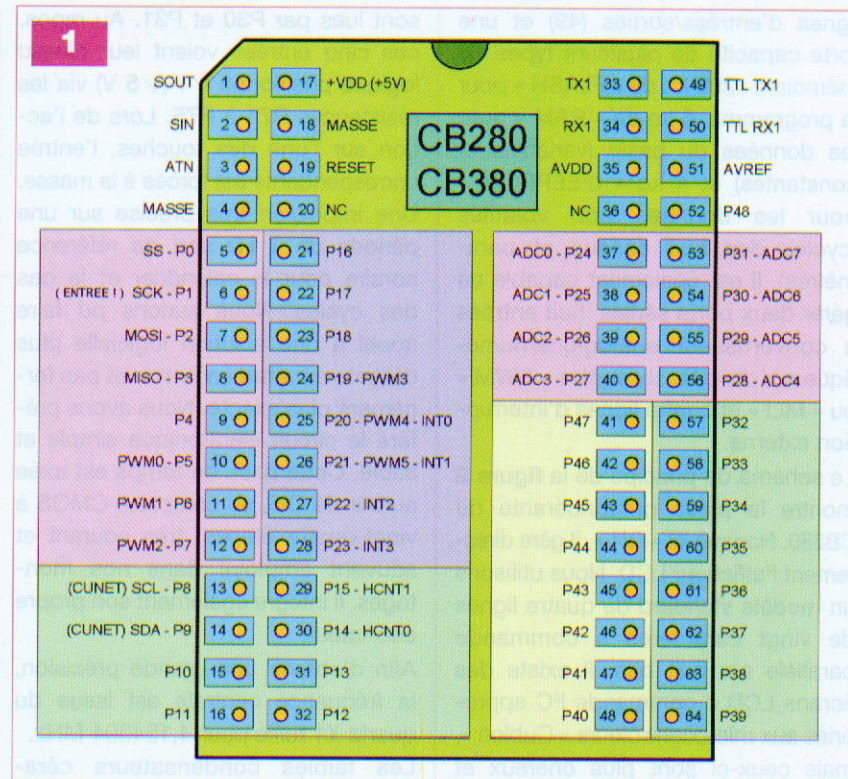 1
CB280
CB380
SOUT 1 17 +VDD (+5V)
SIN 2 18 MASSE
ATN 3 19 RESET
MASSE 4 20 NC
SS - P0 5 21 P16
(ENTREE!) SCK - P1 6 22 P17
MOSI - P2 7 23 P18
MISO - P3 8 24 P19 - PWM3
P4 9 25 P20 - PWM4 - INT0
PWM0 - P5 10 26 P21 - PWM5 - INT1
PWM1 - P6 11 27 P22 - INT2
PWM2 - P7 12 28 P23 - INT3
(CUNET) SCL - P8 13 29 P15 - HCNT1
(CUNET) SDA - P9 14 30 P14 - HCNT0
P10 15 31 P13
P11 16 32 P12
TX1 33 49 TTL TX1
RX1 34 50 TTL RX1
AVDD 35 51 AVREF
NC 36 52 P48
ADC0 - P24 37 53 P31 - ADC7
ADC1 - P25 38 54 P30 - ADC6
ADC2 - P26 39 55 P29 - ADC5
ADC3 - P27 40 56 P28 - ADC4
P47 41 57 P32
P46 42 58 P33
P45 43 59 P34
P44 44 60 P35
P43 45 61 P36
P42 46 62 P37
P41 47 63 P38
P40 48 64 P39